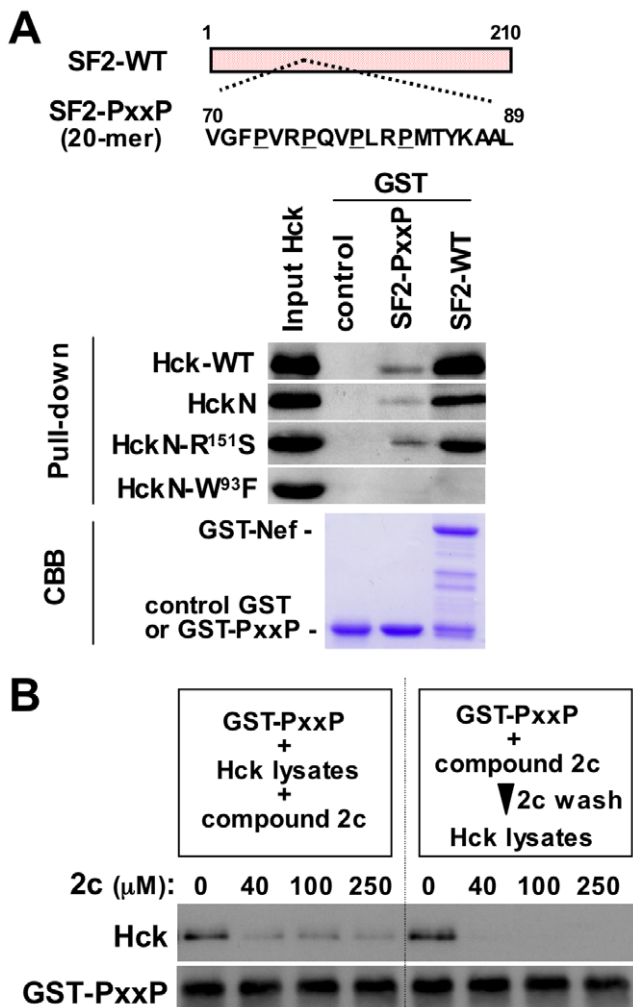 A
1 210
SF2-WT
SF2-PxxP
(20-mer)
70 89
VGFPVRPQVPLRPMTYKAAL
GST
Input Hck
control
SF2-PxxP
SF2-WT
Pull-down
Hck-WT
HckN
HckN-R¹⁵¹S
HckN-W⁹³F
CBB
GST-Nef -
control GST
or GST-PxxP -
B
GST-PxxP
+
Hck lysates
+
compound 2c
GST-PxxP
+
compound 2c
2c wash
Hck lysates
2c (μM): 0 40 100 250 0 40 100 250
Hck
GST-PxxP